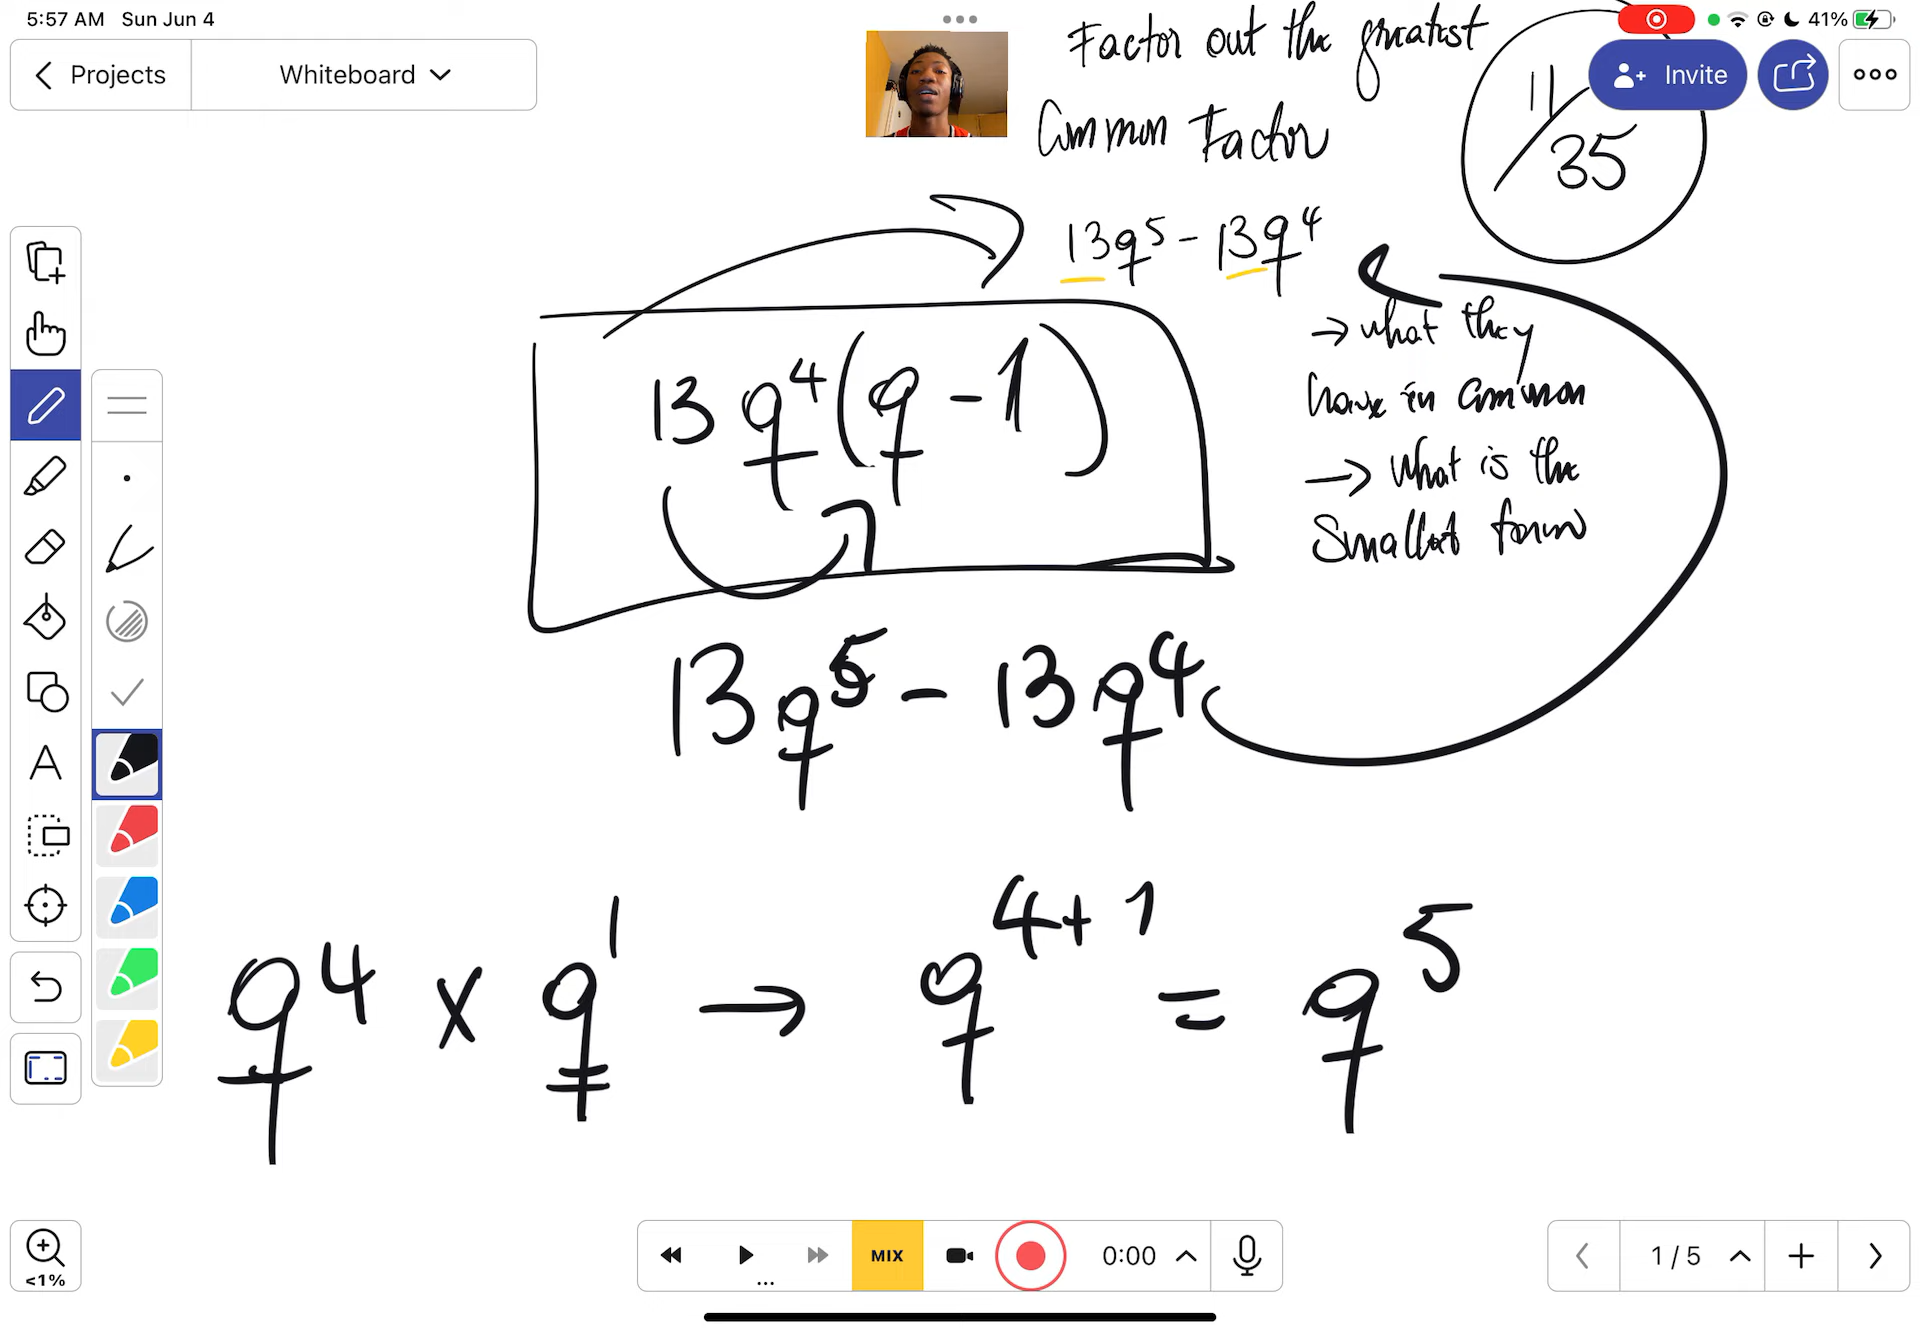 5:57 AM Sun Jun 4
41%
Projects
Whiteboard
Invite
Factor out the greatest
Common Factor
11/35
13q⁵ - 13q⁴
→ what they
have in common
→ what is the
Smallest form
13q⁴(q - 1)
13q⁵ - 13q⁴
q⁴ x q¹ → q⁴⁺¹ = q⁵
A
<1%
MIX
0:00
1 / 5